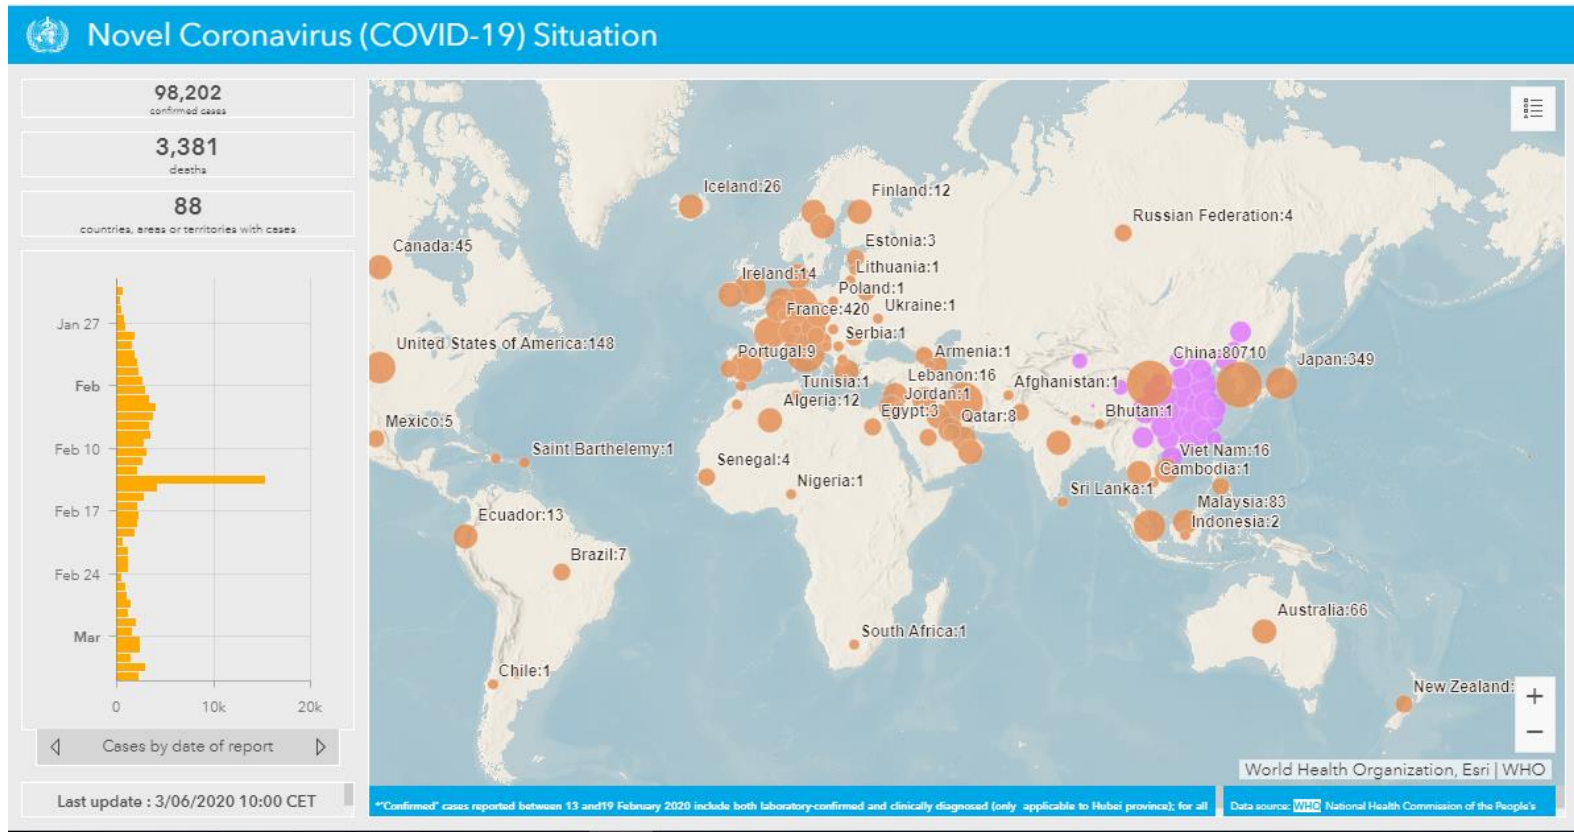 Novel Coronavirus (COVID-19) Situation
98,202
confirmed cases
3,381
deaths
88
countries, areas or territories with cases
Jan 27
Feb
Feb 10
Feb 17
Feb 24
Mar
0 10k 20k
Cases by date of report
Last update : 3/06/2020 10:00 CET
Iceland:26
Finland:12
Russian Federation:4
Canada:45
Estonia:3
Ireland:14
Lithuania:1
Poland:1
France:420
Ukraine:1
Serbia:1
United States of America:148
Portugal:9
Armenia:1
China:80710
Japan:349
Tunisia:1
Lebanon:16
Afghanistan:1
Algeria:12
Jordan:1
Egypt:3
Qatar:8
Bhutan:1
Mexico:5
Saint Barthelemy:1
Senegal:4
Viet Nam:16
Cambodia:1
Nigeria:1
Sri Lanka:1
Malaysia:83
Indonesia:2
Ecuador:13
Brazil:7
Australia:66
South Africa:1
Chile:1
New Zealand:
+
−
World Health Organization, Esri | WHO
*"Confirmed" cases reported between 13 and19 February 2020 include both laboratory-confirmed and clinically diagnosed (only applicable to Hubei province); for all
Data source: WHO National Health Commission of the People's